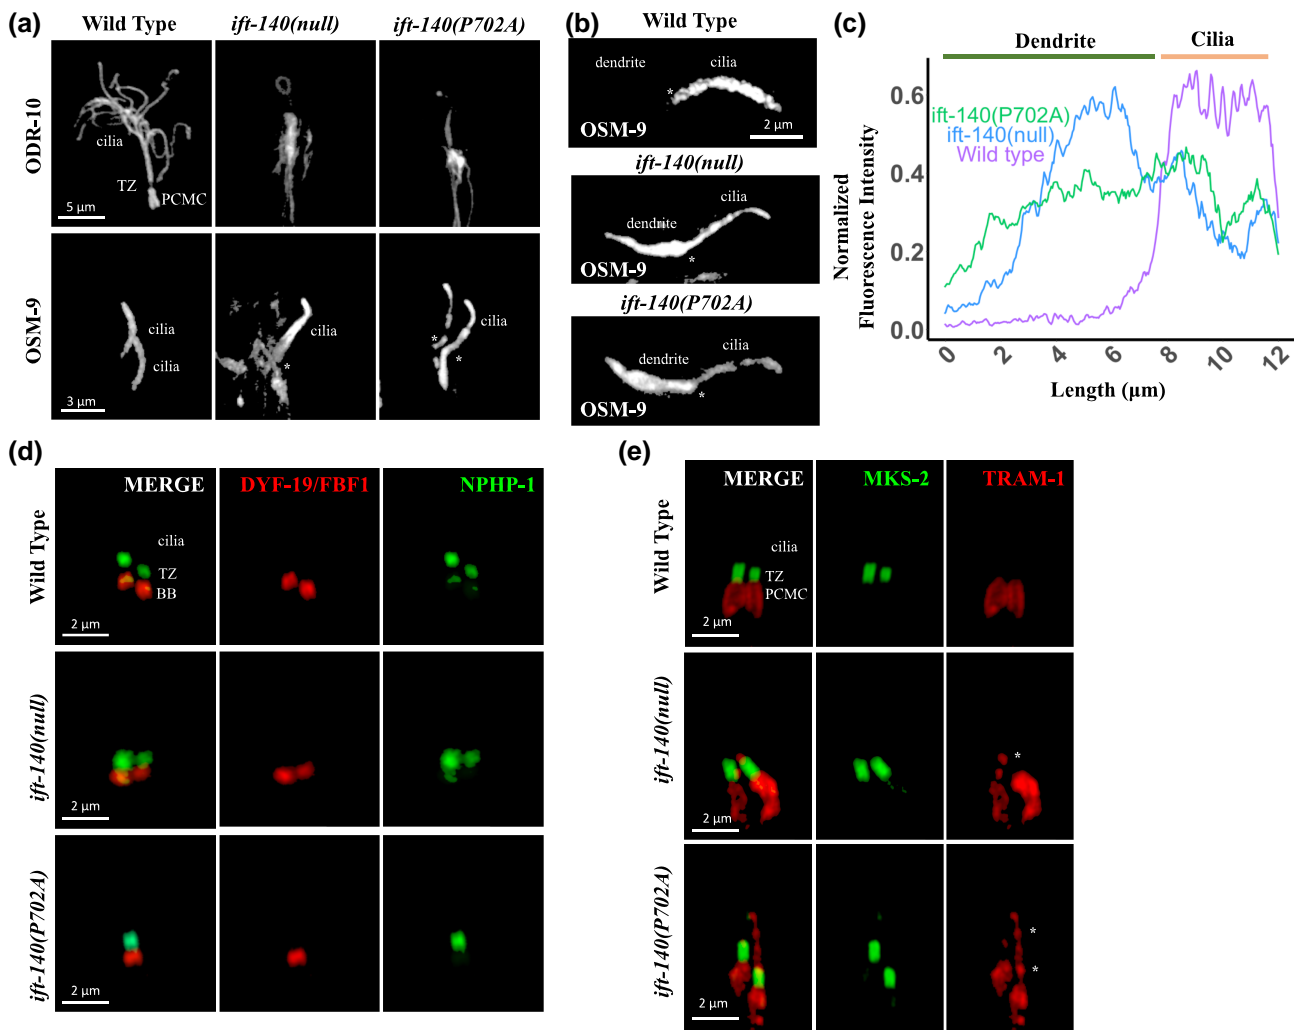 (a)
Wild Type
ift-140(null)
ift-140(P702A)
ODR-10
cilia
TZ
PCMC
5 µm
OSM-9
cilia
cilia
3 µm
cilia
*
cilia
*
*
(b)
Wild Type
dendrite
cilia
*
OSM-9
2 µm
ift-140(null)
cilia
dendrite
OSM-9
*
ift-140(P702A)
cilia
dendrite
OSM-9
*
(c)
Dendrite
Cilia
Normalized
Fluorescence Intensity
0.6
0.4
0.2
0.0
ift-140(P702A)
ift-140(null)
Wild type
0
2
4
6
8
10
12
Length (µm)
(d)
Wild Type
MERGE
DYF-19/FBF1
NPHP-1
cilia
TZ
BB
2 µm
ift-140(null)
2 µm
ift-140(P702A)
2 µm
(e)
Wild Type
MERGE
MKS-2
TRAM-1
cilia
TZ
PCMC
2 µm
ift-140(null)
2 µm
*
ift-140(P702A)
2 µm
*
*